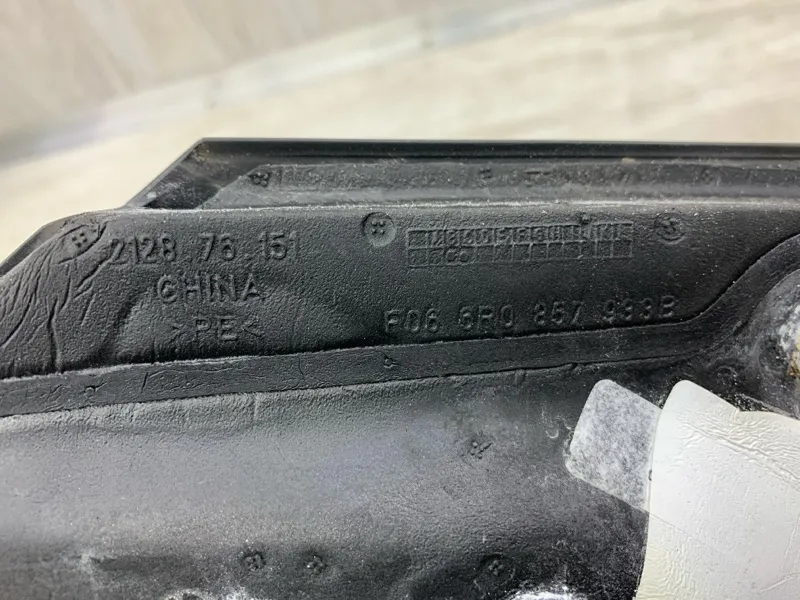 2128.76.151
CHINA
>PE<
F06 6R0 857 933B